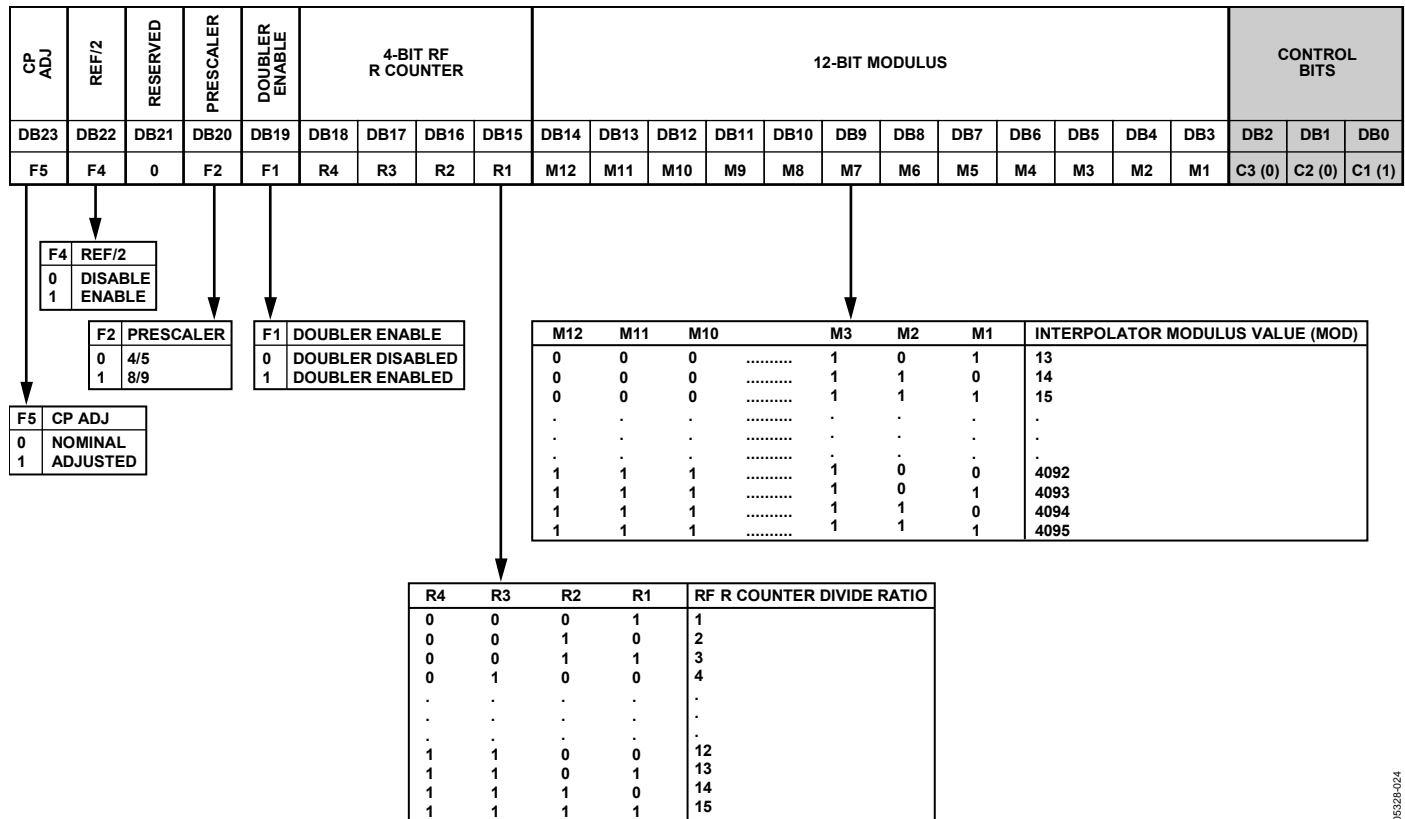 CP ADJ REF/2 RESERVED PRESCALER DOUBLER ENABLE 4-BIT RF R COUNTER 12-BIT MODULUS CONTROL BITS
DB23 DB22 DB21 DB20 DB19 DB18 DB17 DB16 DB15 DB14 DB13 DB12 DB11 DB10 DB9 DB8 DB7 DB6 DB5 DB4 DB3 DB2 DB1 DB0
F5 F4 0 F2 F1 R4 R3 R2 R1 M12 M11 M10 M9 M8 M7 M6 M5 M4 M3 M2 M1 C3 (0) C2 (0) C1 (1)
F4 REF/2
0 DISABLE
1 ENABLE
F2 PRESCALER
0 4/5
1 8/9
F1 DOUBLER ENABLE
0 DOUBLER DISABLED
1 DOUBLER ENABLED
F5 CP ADJ
0 NOMINAL
1 ADJUSTED
M12 M11 M10 M3 M2 M1 INTERPOLATOR MODULUS VALUE (MOD)
0 0 0 .......... 1 0 1 13
0 0 0 .......... 1 1 0 14
0 0 0 .......... 1 1 1 15
. . . .......... . . . .
. . . .......... . . . .
. . . .......... . . . .
1 1 1 .......... 1 0 0 4092
1 1 1 .......... 1 0 1 4093
1 1 1 .......... 1 1 0 4094
1 1 1 .......... 1 1 1 4095
R4 R3 R2 R1 RF R COUNTER DIVIDE RATIO
0 0 0 1 1
0 0 1 0 2
0 0 1 1 3
0 1 0 0 4
. . . . .
. . . . .
. . . . .
1 1 0 0 12
1 1 0 1 13
1 1 1 0 14
1 1 1 1 15
05328-024